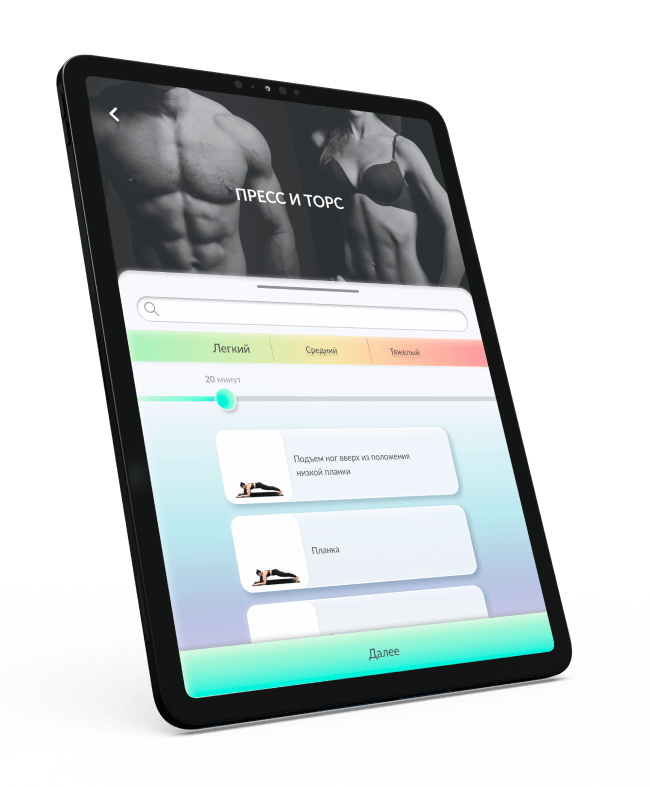 ПРЕСС И ТОРС
Легкий
Средний
Тяжелый
20 минут
Подъем ног вверх из положения
низкой планки
Планка
Далее